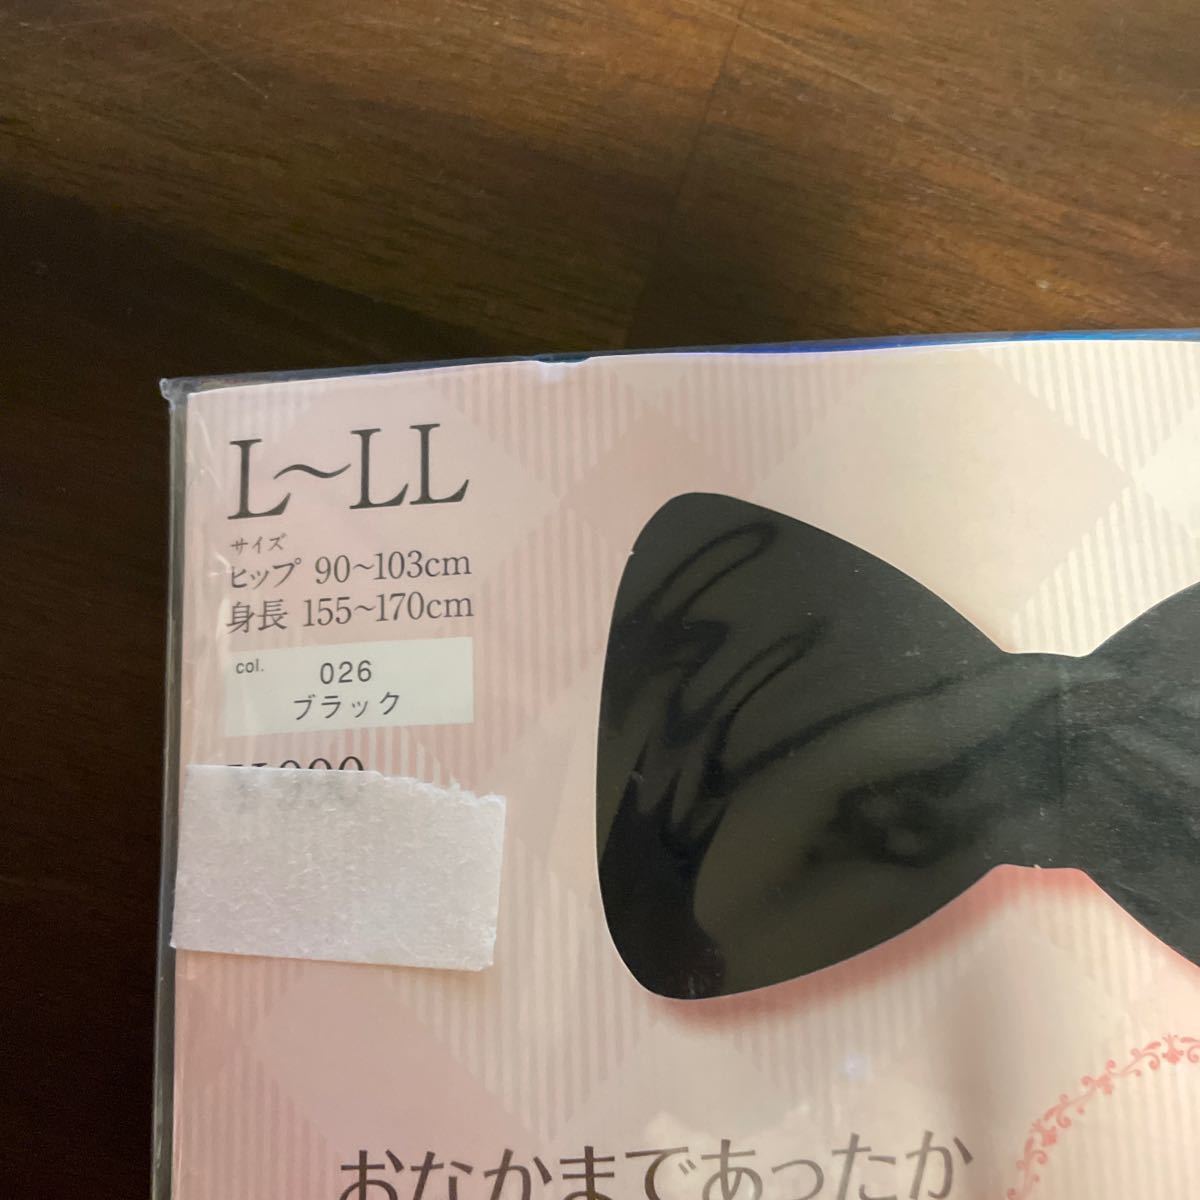 L～LL
サイズ
ヒップ 90~103cm
身長 155~170cm
col. 026
ブラック
おなかまであったか